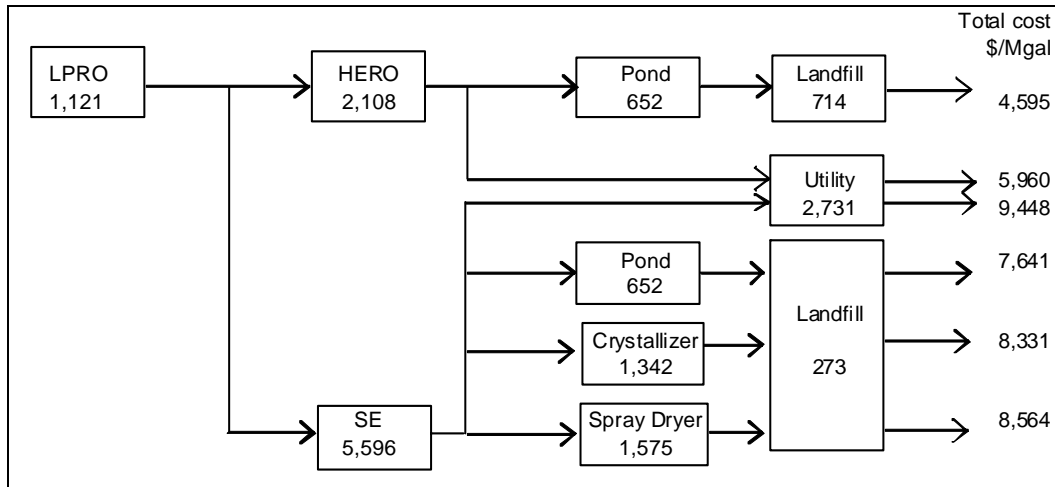 Total cost
$/Mgal
LPRO
1,121
HERO
2,108
Pond
652
Landfill
714
4,595
Utility
2,731
5,960
9,448
Pond
652
7,641
Landfill
273
Crystallizer
1,342
8,331
SE
5,596
Spray Dryer
1,575
8,564